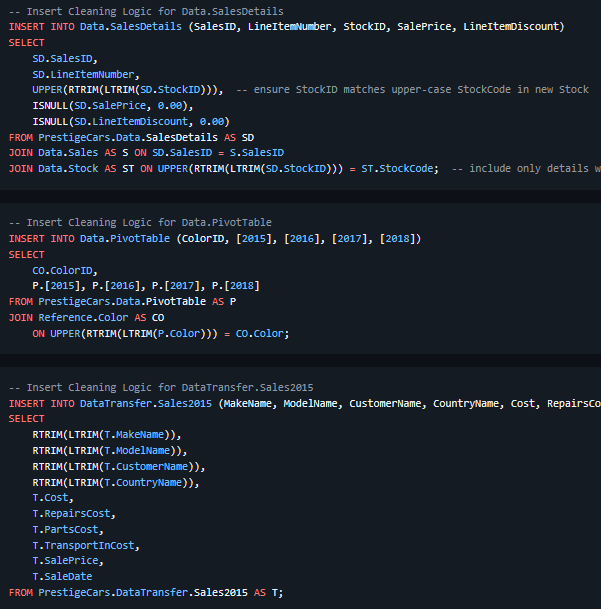 -- Insert Cleaning Logic for Data.SalesDetails
INSERT INTO Data.SalesDetails (SalesID, LineItemNumber, StockID, SalePrice, LineItemDiscount)
SELECT
    SD.SalesID,
    SD.LineItemNumber,
    UPPER(RTRIM(LTRIM(SD.StockID))),  -- ensure StockID matches upper-case StockCode in new Stock
    ISNULL(SD.SalePrice, 0.00),
    ISNULL(SD.LineItemDiscount, 0.00)
FROM PrestigeCars.Data.SalesDetails AS SD
JOIN Data.Sales AS S ON SD.SalesID = S.SalesID
JOIN Data.Stock AS ST ON UPPER(RTRIM(LTRIM(SD.StockID))) = ST.StockCode;  -- include only details w
-- Insert Cleaning Logic for Data.PivotTable
INSERT INTO Data.PivotTable (ColorID, [2015], [2016], [2017], [2018])
SELECT
    CO.ColorID,
    P.[2015], P.[2016], P.[2017], P.[2018]
FROM PrestigeCars.Data.PivotTable AS P
JOIN Reference.Color AS CO
    ON UPPER(RTRIM(LTRIM(P.Color))) = CO.Color;
-- Insert Cleaning Logic for DataTransfer.Sales2015
INSERT INTO DataTransfer.Sales2015 (MakeName, ModelName, CustomerName, CountryName, Cost, RepairsCo
SELECT
    RTRIM(LTRIM(T.MakeName)),
    RTRIM(LTRIM(T.ModelName)),
    RTRIM(LTRIM(T.CustomerName)),
    RTRIM(LTRIM(T.CountryName)),
    T.Cost,
    T.RepairsCost,
    T.PartsCost,
    T.TransportInCost,
    T.SalePrice,
    T.SaleDate
FROM PrestigeCars.DataTransfer.Sales2015 AS T;